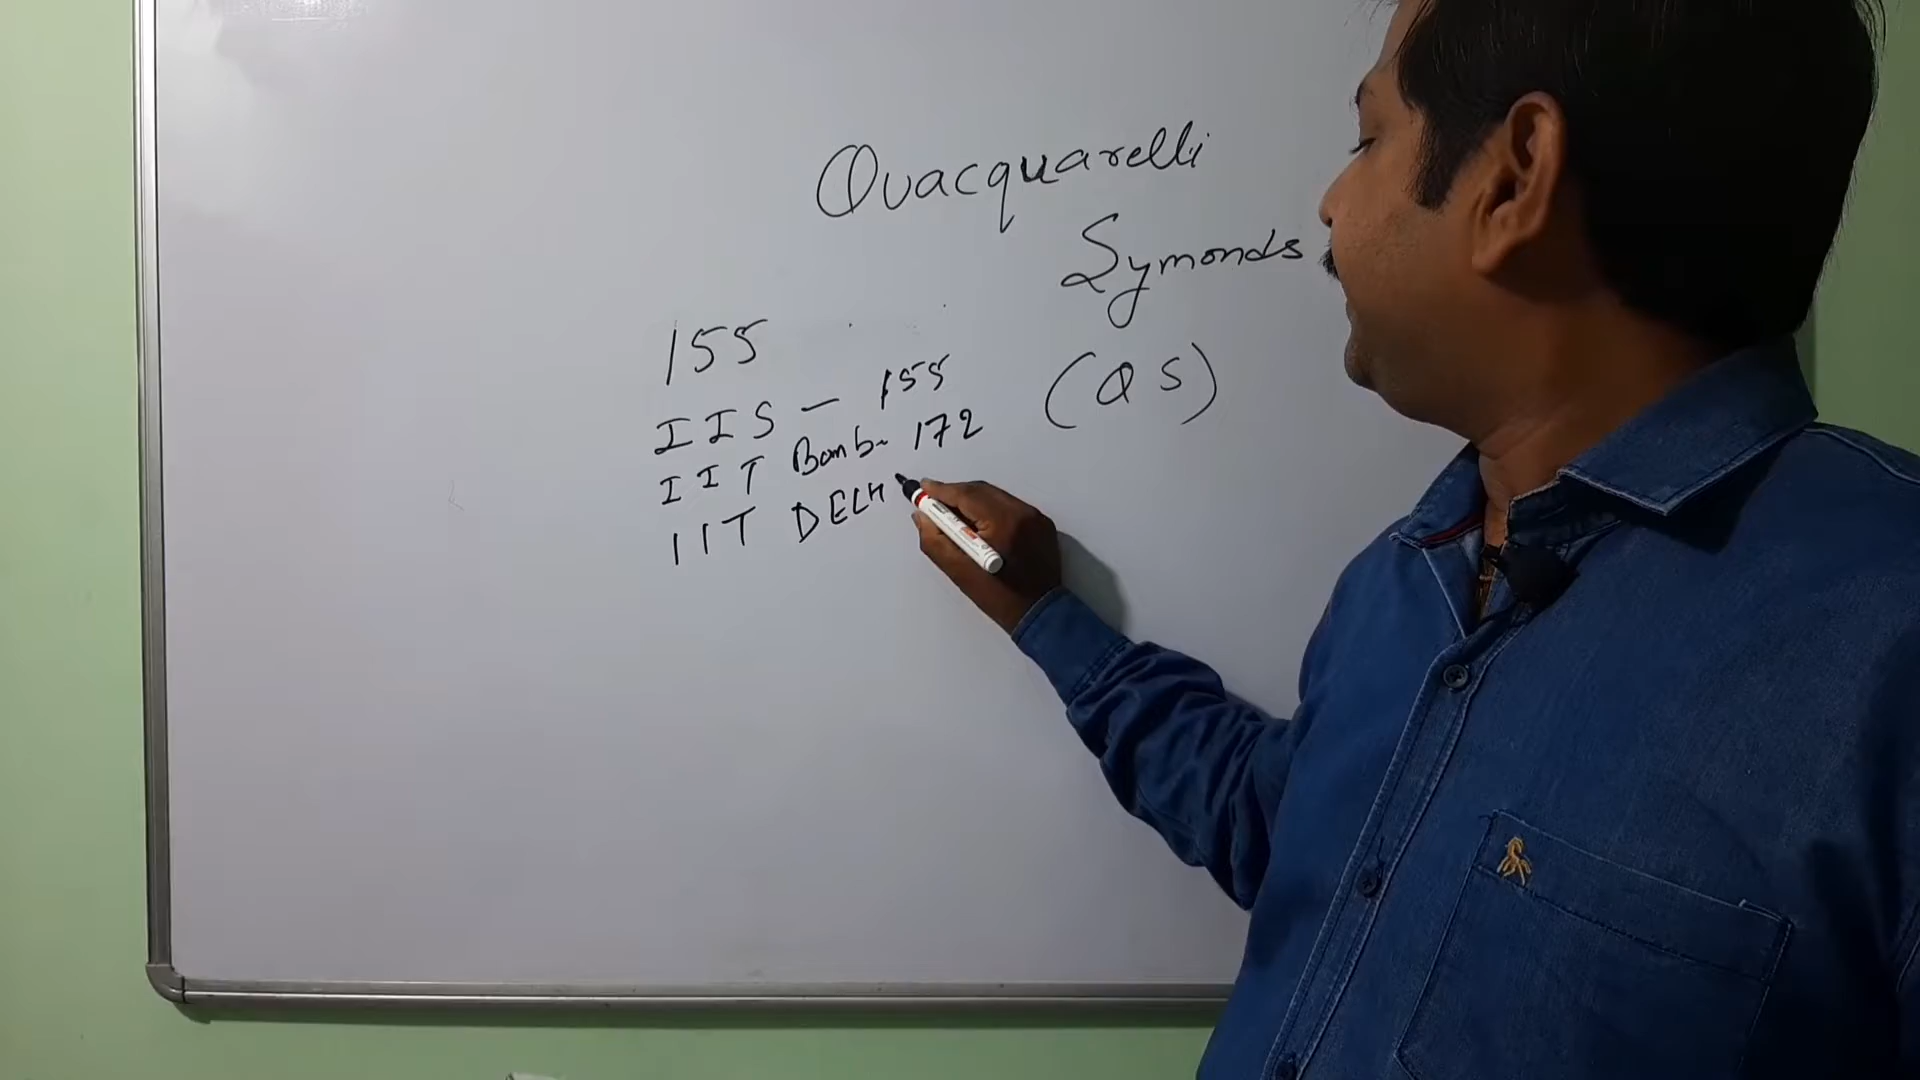 Quacquarelli
Symonds
(QS)
155
IIS - 155
IIT Bomb- 172
IIT DELH